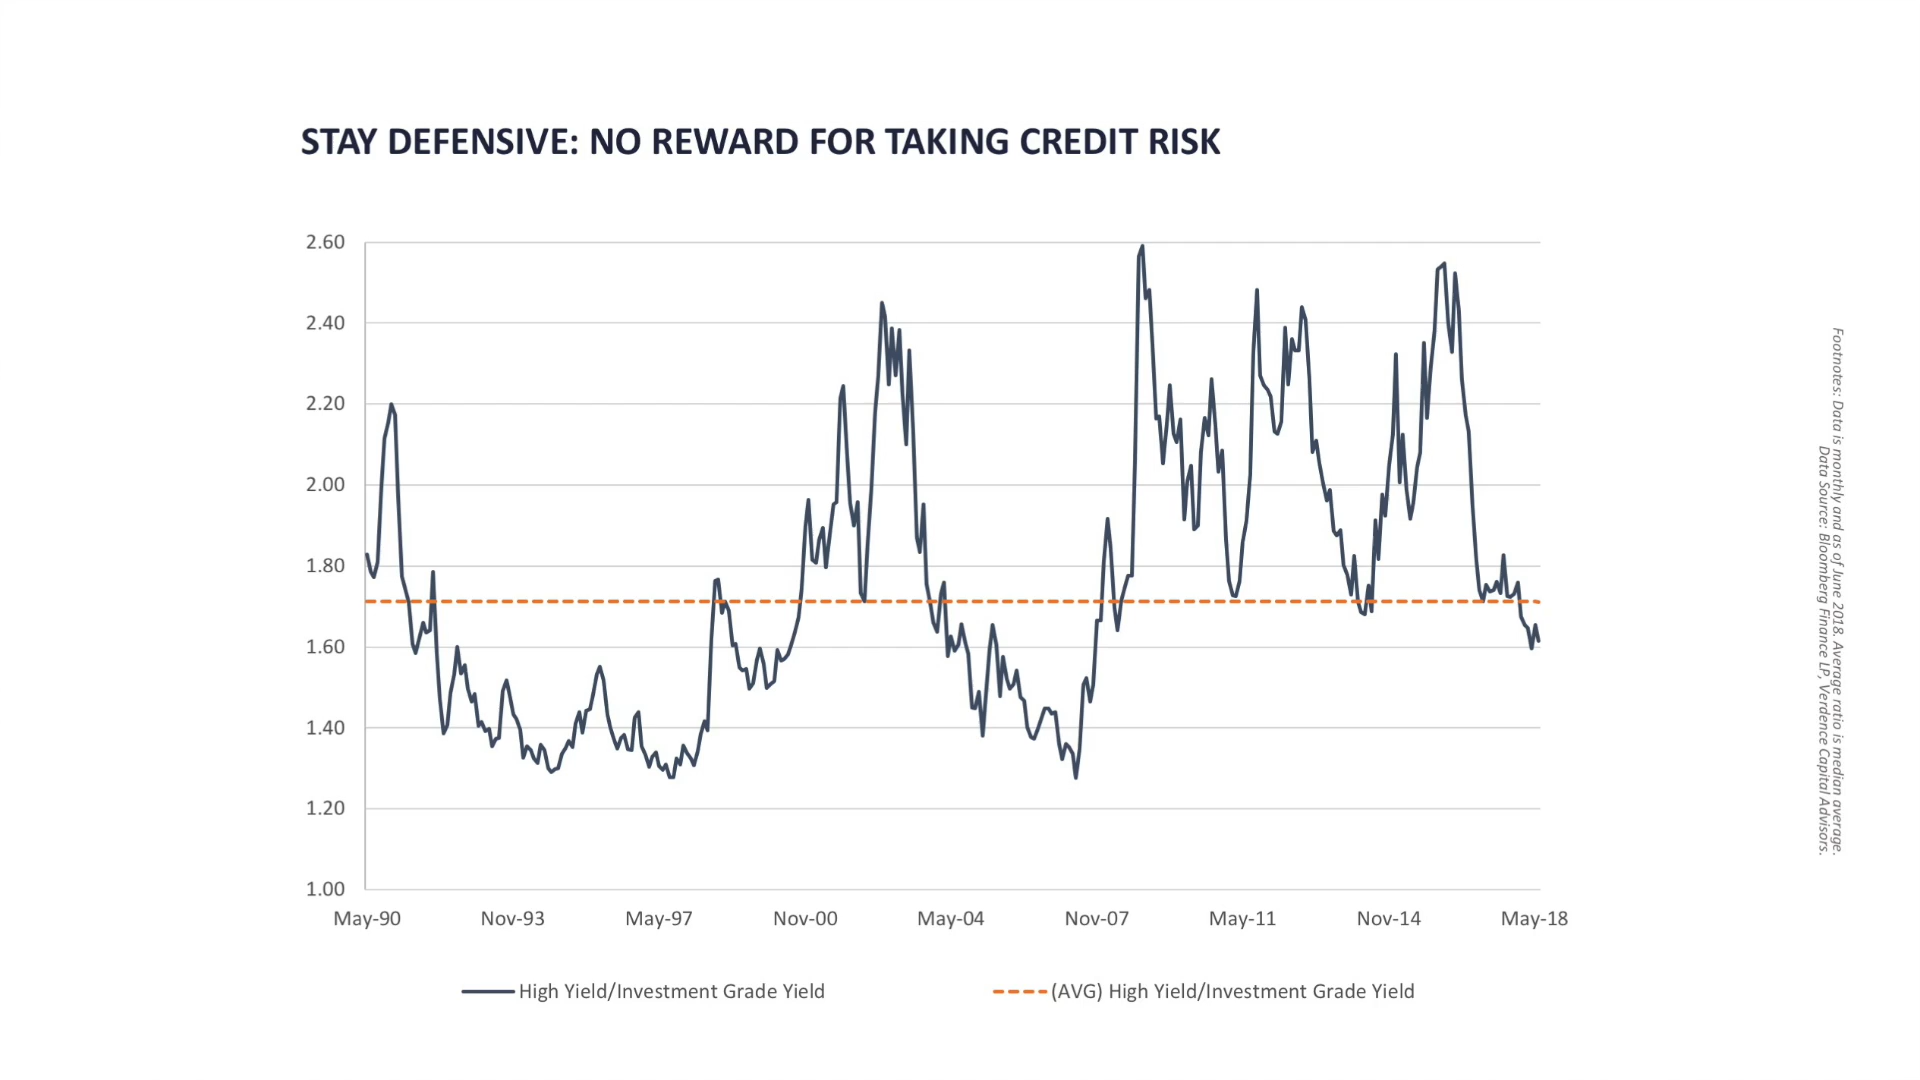 STAY DEFENSIVE: NO REWARD FOR TAKING CREDIT RISK
2.60
2.40
2.20
2.00
1.80
1.60
1.40
1.20
1.00
May-90 Nov-93 May-97 Nov-00 May-04 Nov-07 May-11 Nov-14 May-18
High Yield/Investment Grade Yield (AVG) High Yield/Investment Grade Yield
Footnotes: Data is monthly and as of June 2018. Average ratio is median average.
Data Source: Bloomberg Finance LP, Verdence Capital Advisors.